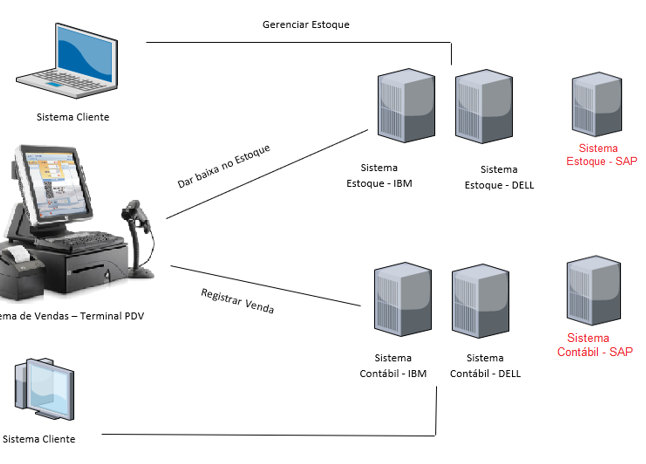 Gerenciar Estoque
Sistema Cliente
Dar baixa no Estoque
Sistema
Estoque - IBM
Sistema
Estoque - DELL
Sistema
Estoque - SAP
ema de Vendas – Terminal PDV
Registrar Venda
Sistema
Contábil - IBM
Sistema
Contábil - DELL
Sistema
Contábil - SAP
Sistema Cliente